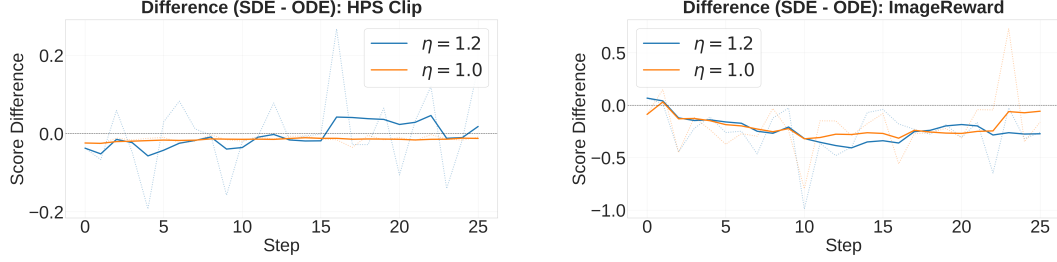 Difference (SDE - ODE): HPS Clip
η = 1.2
η = 1.0
Score Difference
0.2
0.0
−0.2
0 5 10 15 20 25
Step
Difference (SDE - ODE): ImageReward
η = 1.2
η = 1.0
Score Difference
0.5
0.0
−0.5
−1.0
0 5 10 15 20 25
Step